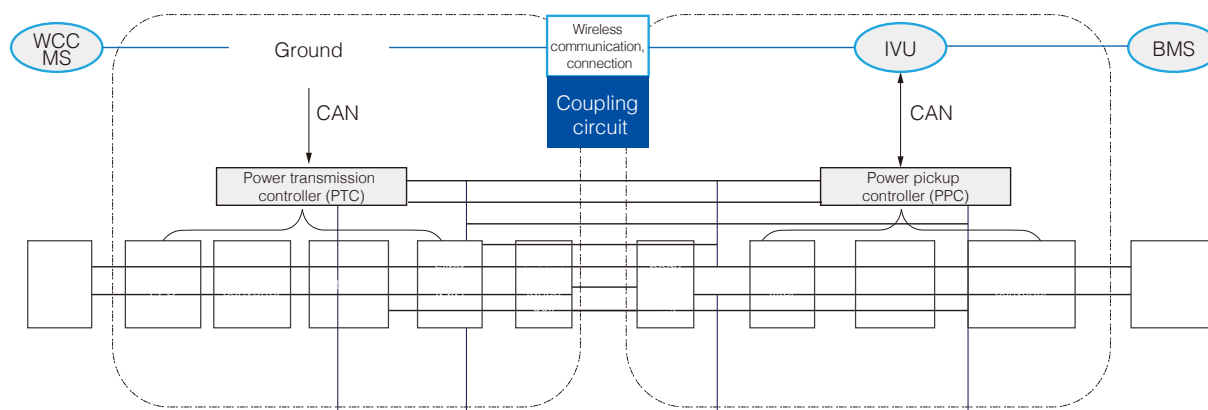 WCC
MS
Ground
Wireless
communication,
connection
IVU
BMS
Coupling
circuit
CAN
CAN
Power transmission
controller (PTC)
Power pickup
controller (PPC)